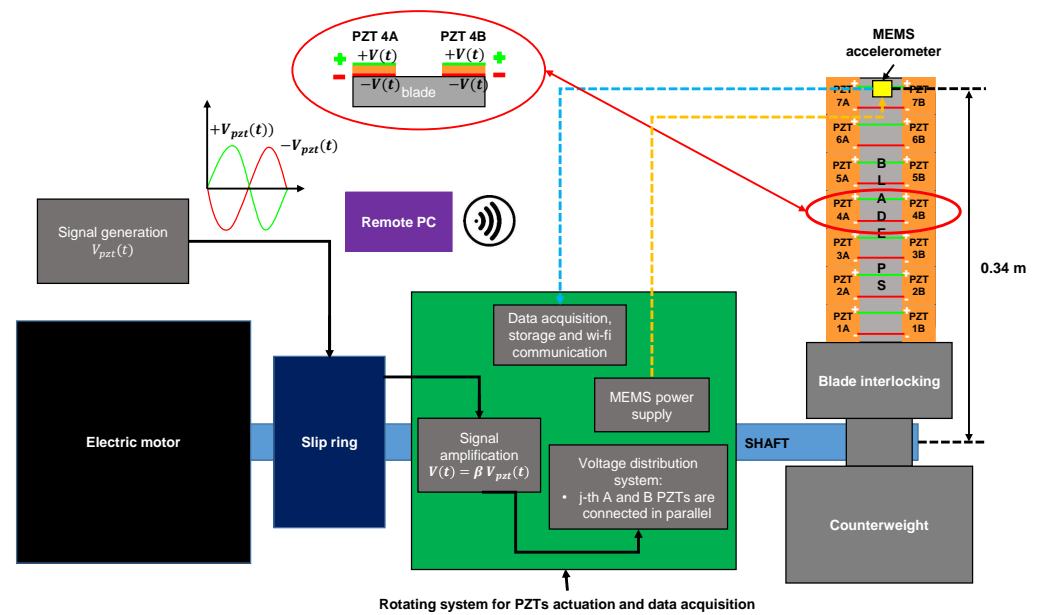 PZT 4A
PZT 4B
+V(t)
+V(t)
+
+
-
-
−V(t)
−V(t)
blade
MEMS
accelerometer
+V_pzt(t))
−V_pzt(t)
Signal generation
V_pzt(t)
Remote PC
PZT
7A
+
-
PZT
7B
+
-
PZT
6A
+
-
PZT
6B
+
-
PZT
5A
+
-
PZT
5B
+
-
PZT
4A
+
-
PZT
4B
+
-
PZT
3A
+
-
PZT
3B
+
-
PZT
2A
+
-
PZT
2B
+
-
PZT
1A
+
-
PZT
1B
+
-
B
L
A
D
E
P
S
0.34 m
Data acquisition,
storage and wi-fi
communication
MEMS power
supply
Blade interlocking
Electric motor
Slip ring
Signal
amplification
V(t) = β V_pzt(t)
Voltage distribution
system:
• j-th A and B PZTs are
connected in parallel
SHAFT
Counterweight
Rotating system for PZTs actuation and data acquisition